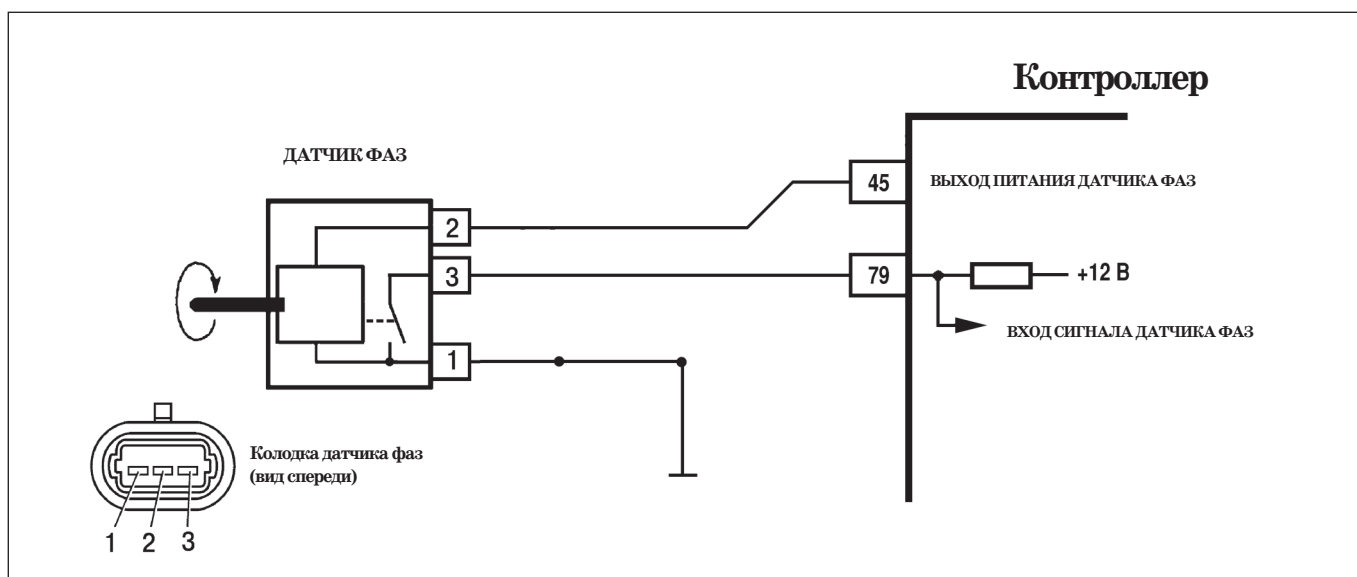 Контроллер
ДАТЧИК ФАЗ
45
ВЫХОД ПИТАНИЯ ДАТЧИКА ФАЗ
2
3
79
+12 В
ВХОД СИГНАЛА ДАТЧИКА ФАЗ
1
Колодка датчика фаз
(вид спереди)
1 2 3